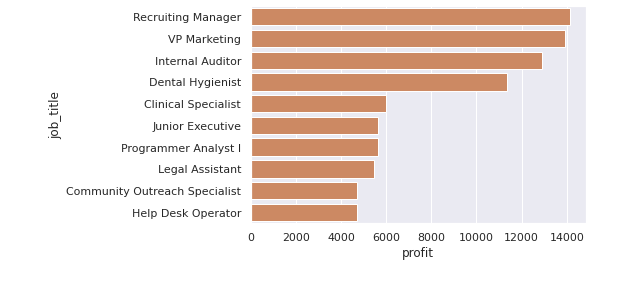 Recruiting Manager
VP Marketing
Internal Auditor
Dental Hygienist
Clinical Specialist
Junior Executive
Programmer Analyst I
Legal Assistant
Community Outreach Specialist
Help Desk Operator
job_title
0 2000 4000 6000 8000 10000 12000 14000
profit